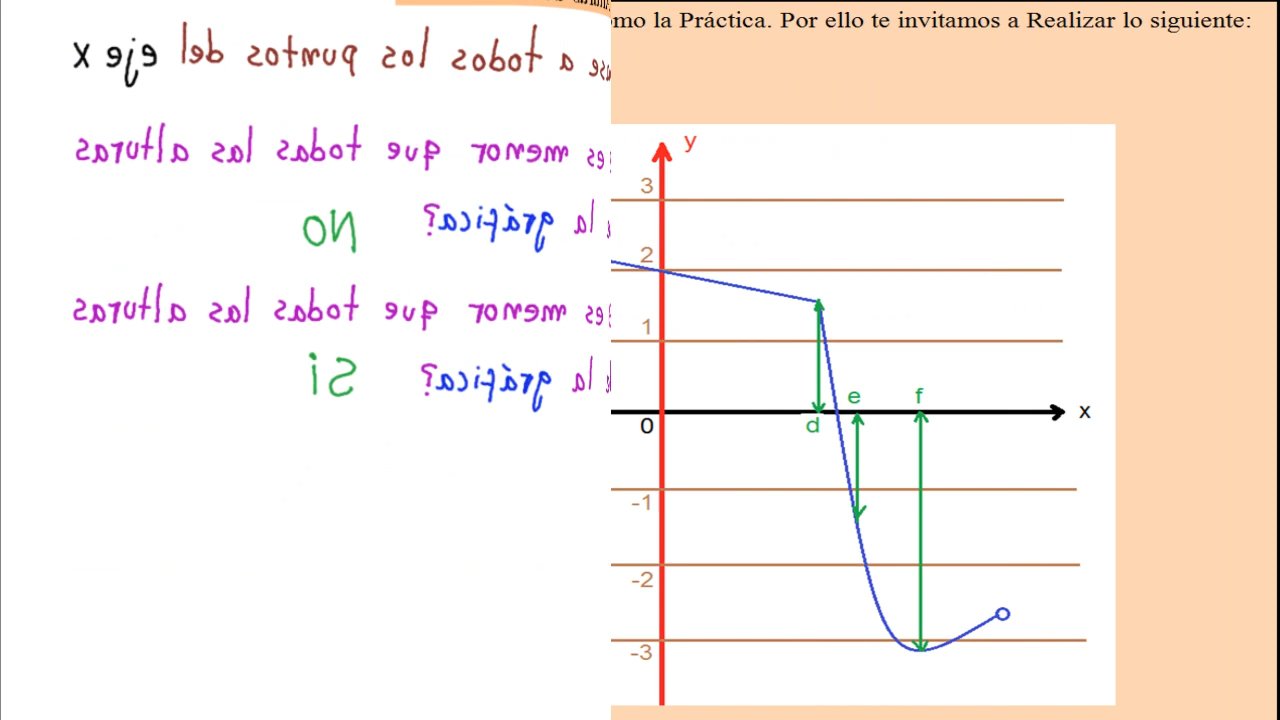 mo la Práctica. Por ello te invitamos a Realizar lo siguiente:
a todos los puntos del eje x
es menor que todas las alturas
la gráfica? NO
es menor que todas las alturas
la gráfica? Si
y
3
2
1
e f
x
0 d
-1
-2
-3